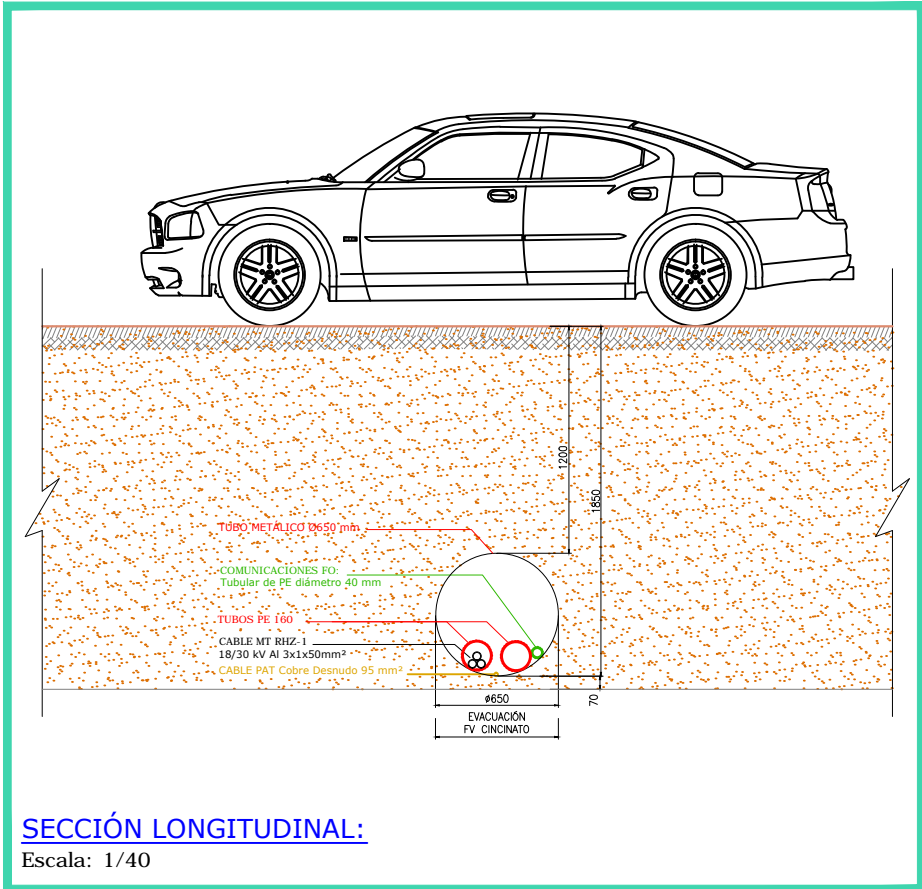 1200
1850
TUBO METÁLICO Ø650 mm
COMUNICACIONES FO:
Tubular de PE diámetro 40 mm
TUBOS PE 160
CABLE MT RHZ-1
18/30 kV Al 3x1x50mm²
CABLE PAT Cobre Desnudo 95 mm²
ø650
70
EVACUACIÓN
FV CINCINATO
SECCIÓN LONGITUDINAL:
Escala: 1/40